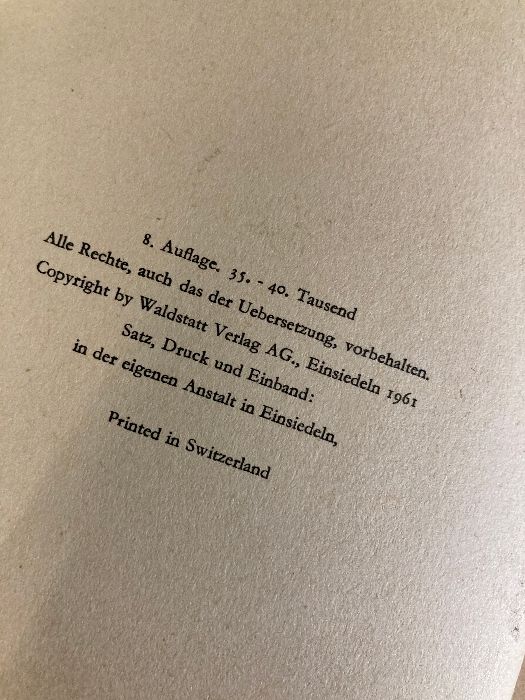 8. Auflage. 35. - 40. Tausend
Alle Rechte, auch das der Uebersetzung, vorbehalten.
Copyright by Waldstatt Verlag AG., Einsiedeln 1961
Satz, Druck und Einband:
in der eigenen Anstalt in Einsiedeln,
Printed in Switzerland